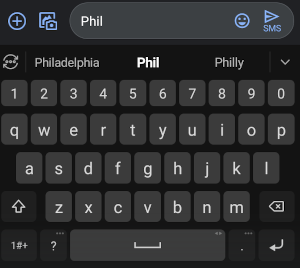 Phil
SMS
Philadelphia Phil Philly
1 2 3 4 5 6 7 8 9 0
q w e r t y u i o p
a s d f g h j k l
z x c v b n m
1#+ ? .